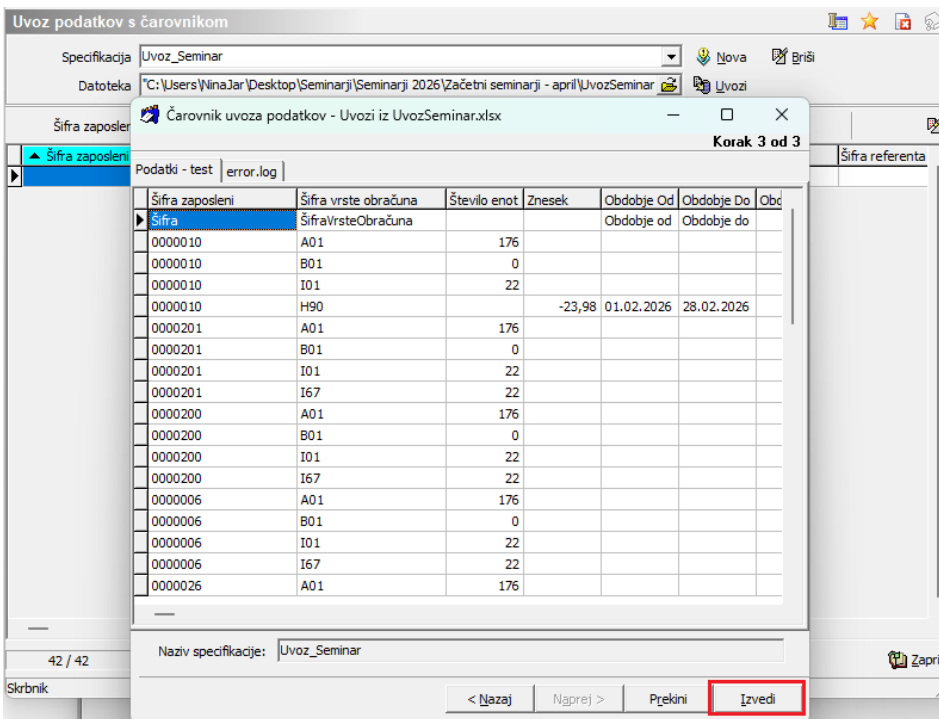 Uvoz podatkov s čarovnikom
Specifikacija Uvoz_Seminar Nova Briši
Datoteka "C:\Users\NinaJar\Desktop\Seminarji\Seminarji 2026\Začetni seminarji - april\UvozSeminar Uvozi
Čarovnik uvoza podatkov - Uvozi iz UvozSeminar.xlsx
Šifra zaposler
Korak 3 od 3
Šifra zaposleni Šifra referenta
Podatki - test error.log
Šifra zaposleni Šifra vrste obračuna Število enot Znesek Obdobje Od Obdobje Do Obd
Šifra ŠifraVrsteObračuna Obdobje od Obdobje do
0000010 A01 176
0000010 B01 0
0000010 I01 22
0000010 H90 -23,98 01.02.2026 28.02.2026
0000201 A01 176
0000201 B01 0
0000201 I01 22
0000201 I67 22
0000200 A01 176
0000200 B01 0
0000200 I01 22
0000200 I67 22
0000006 A01 176
0000006 B01 0
0000006 I01 22
0000006 I67 22
0000026 A01 176
Naziv specifikacije: Uvoz_Seminar
42 / 42 Zapri
Skrbnik
< Nazaj Naprej > Prekini Izvedi